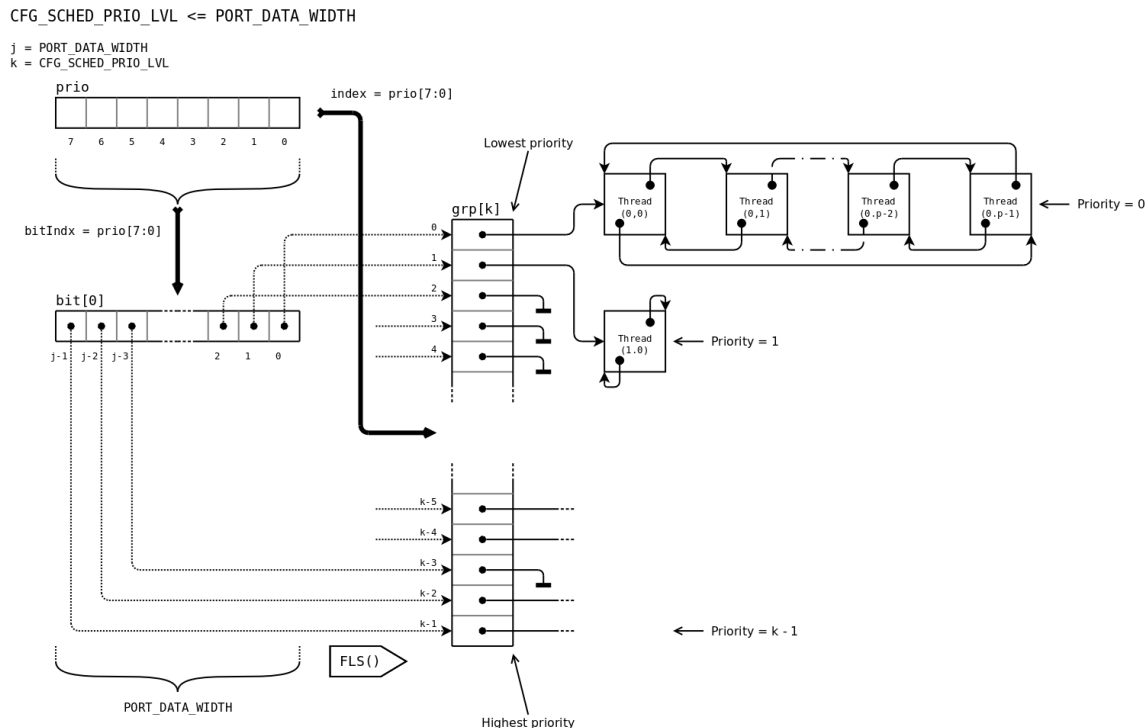 CFG_SCHED_PRIO_LVL <= PORT_DATA_WIDTH
j = PORT_DATA_WIDTH
k = CFG_SCHED_PRIO_LVL
prio
index = prio[7:0]
7 6 5 4 3 2 1 0
Lowest priority
grp[k]
Thread
(0,0)
Thread
(0,1)
Thread
(0.p-2)
Thread
(0.p-1)
Priority = 0
bitIndx = prio[7:0]
0
1
2
3
4
bit[0]
j-1 j-2 j-3 2 1 0
Thread
(1.0)
Priority = 1
k-5
k-4
k-3
k-2
k-1
Priority = k - 1
FLS()
PORT_DATA_WIDTH
Highest priority